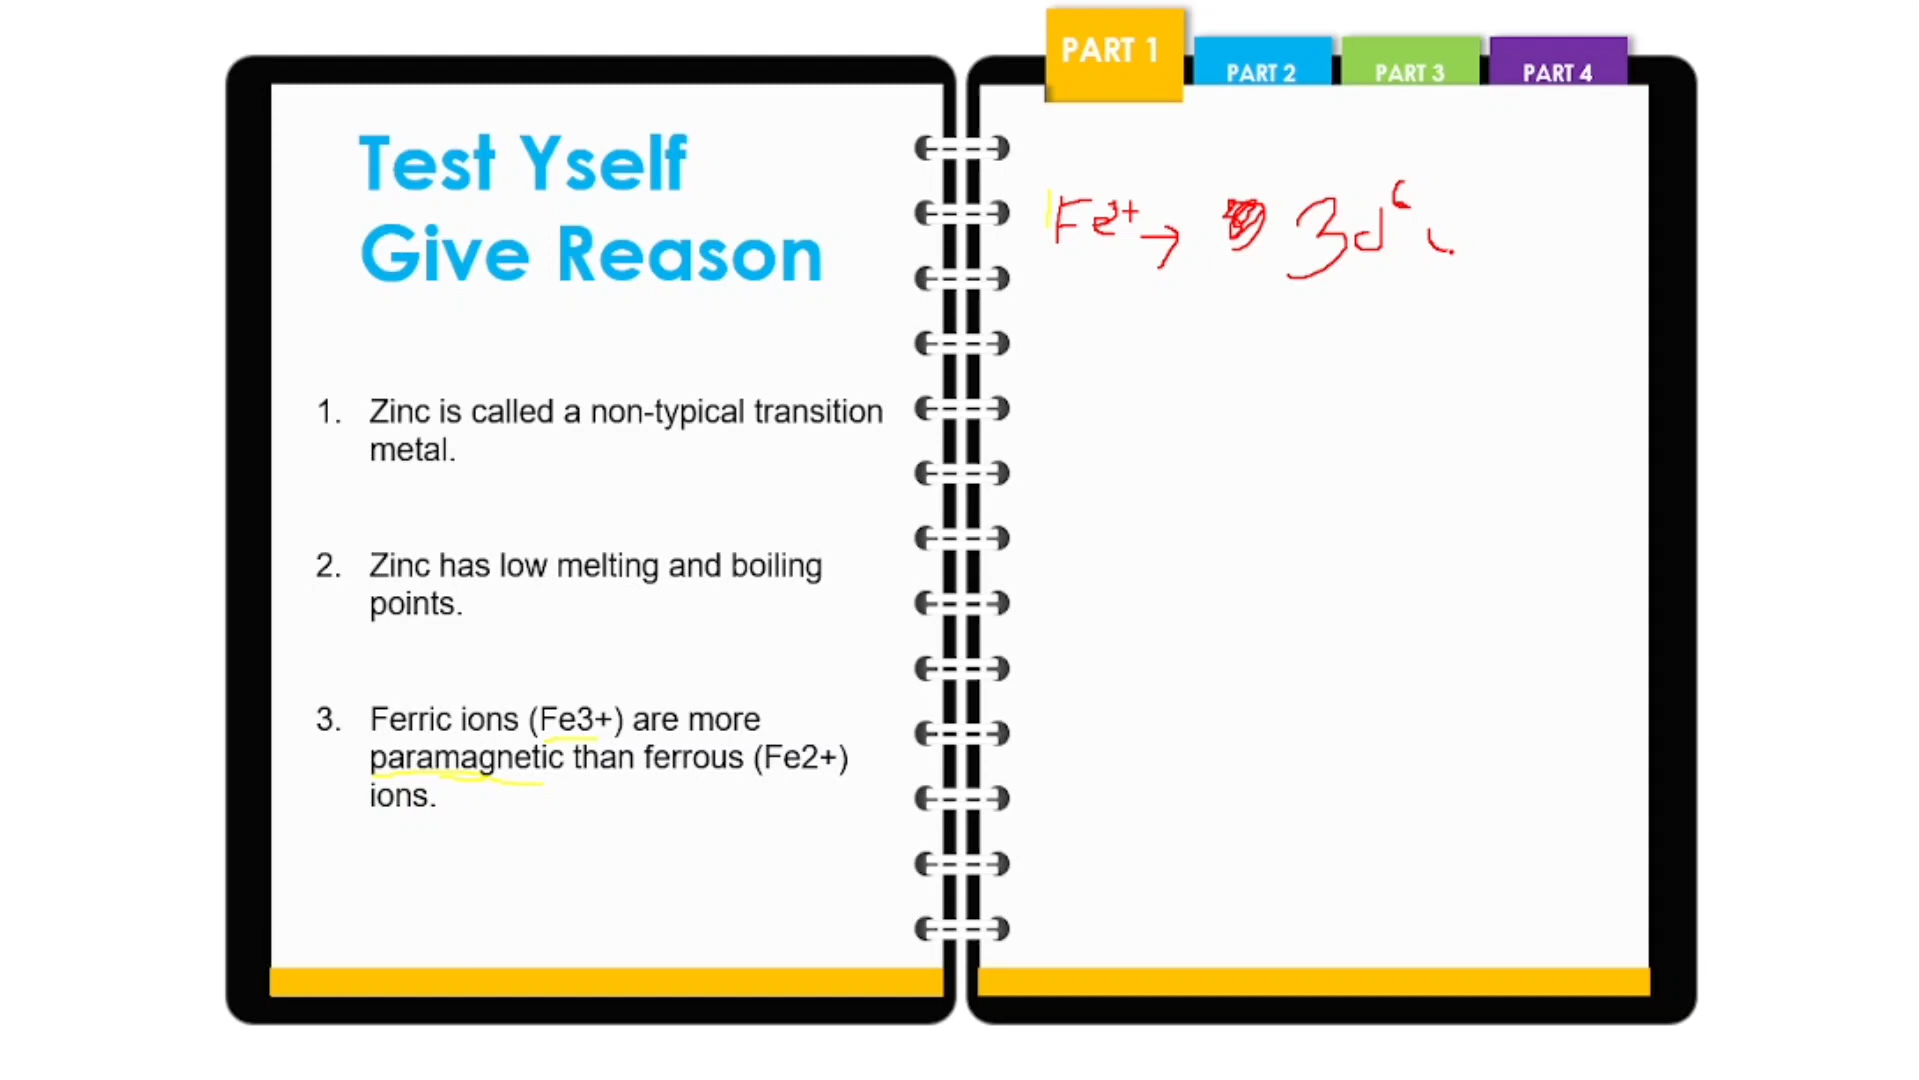 PART 1
PART 2
PART 3
PART 4
Test Yself
Give Reason
1. Zinc is called a non-typical transition
metal.
2. Zinc has low melting and boiling
points.
3. Ferric ions (Fe3+) are more
paramagnetic than ferrous (Fe2+)
ions.
→ 3d⁶